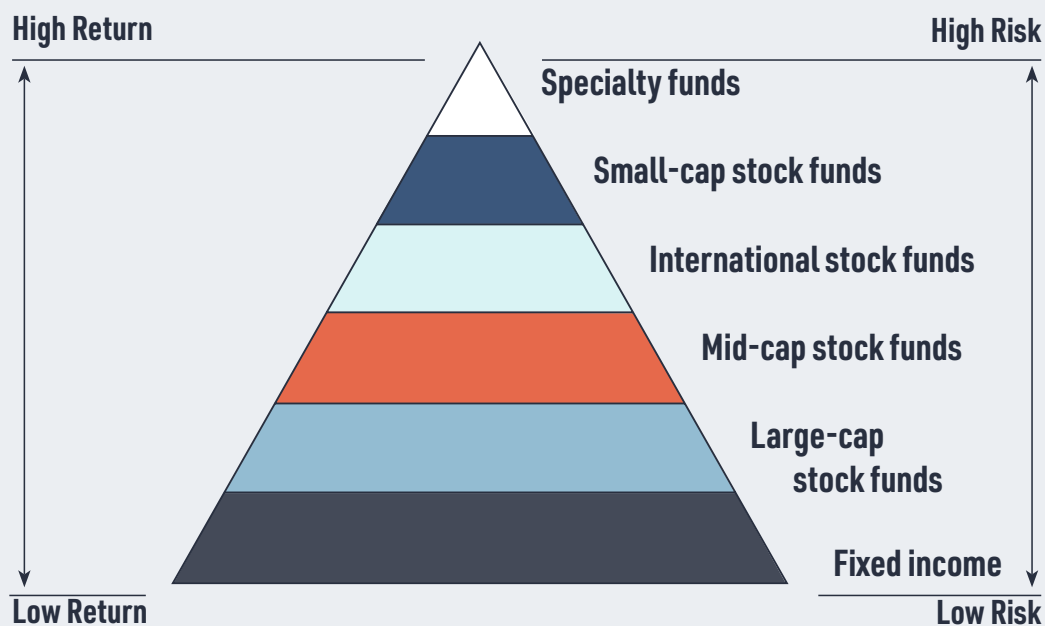 High Return
High Risk
Specialty funds
Small-cap stock funds
International stock funds
Mid-cap stock funds
Large-cap
stock funds
Fixed income
Low Return
Low Risk